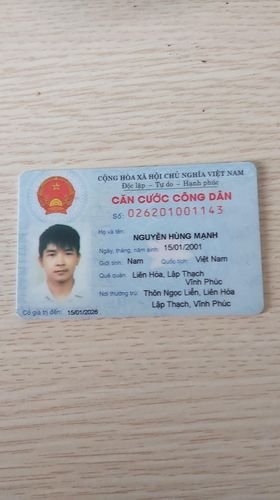 CỘNG HÒA XÃ HỘI CHỦ NGHĨA VIỆT NAM
Độc lập - Tự do - Hạnh phúc
CĂN CƯỚC CÔNG DÂN
Số: 026201001143
Họ và tên:
NGUYỄN HÙNG MẠNH
Ngày, tháng, năm sinh: 15/01/2001
Giới tính: Nam Quốc tịch: Việt Nam
Quê quán: Liên Hòa, Lập Thạch
Vĩnh Phúc
Nơi thường trú: Thôn Ngọc Liễn, Liên Hòa
Lập Thạch, Vĩnh Phúc
Có giá trị đến: 15/01/2026